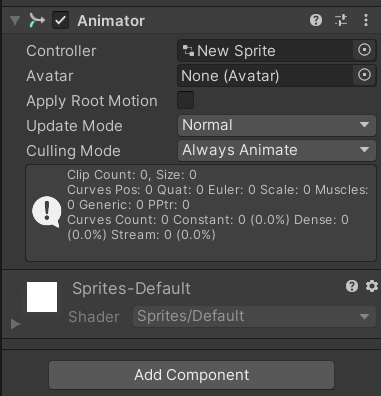 Animator
Controller New Sprite
Avatar None (Avatar)
Apply Root Motion
Update Mode Normal
Culling Mode Always Animate
Clip Count: 0, Size: 0
Curves Pos: 0 Quat: 0 Euler: 0 Scale: 0 Muscles:
0 Generic: 0 PPtr: 0
Curves Count: 0 Constant: 0 (0.0%) Dense: 0
(0.0%) Stream: 0 (0.0%)
Sprites-Default
Shader Sprites/Default
Add Component